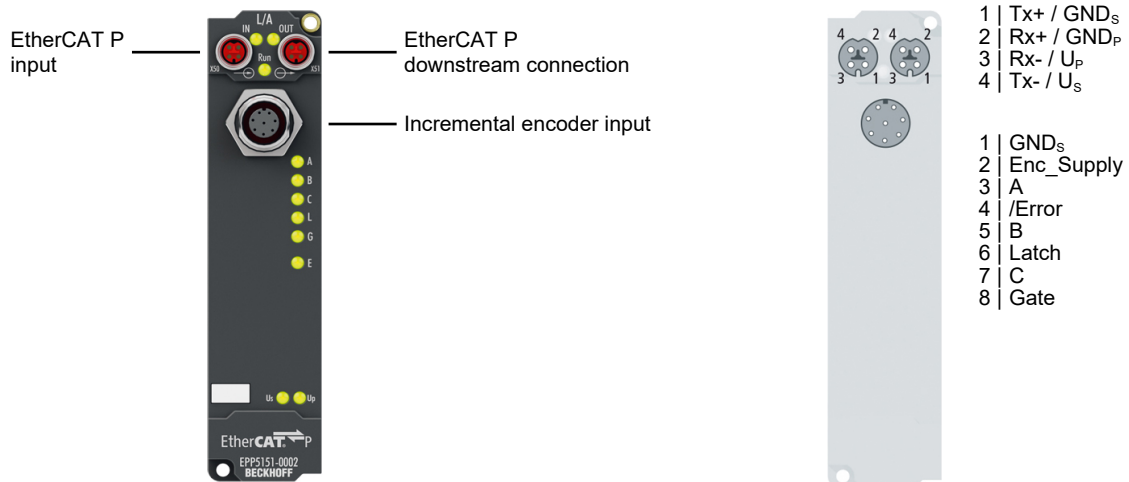 EtherCAT P
input
L/A
IN
OUT
Run
X50
X51
EtherCAT P
downstream connection
Incremental encoder input
A
B
C
L
G
E
Us
Up
EtherCAT P
EPP5151-0002
BECKHOFF
4 2 4 2
3 1 3 1
1 | Tx+ / GNDS
2 | Rx+ / GNDP
3 | Rx- / UP
4 | Tx- / US
1 | GNDS
2 | Enc_Supply
3 | A
4 | /Error
5 | B
6 | Latch
7 | C
8 | Gate